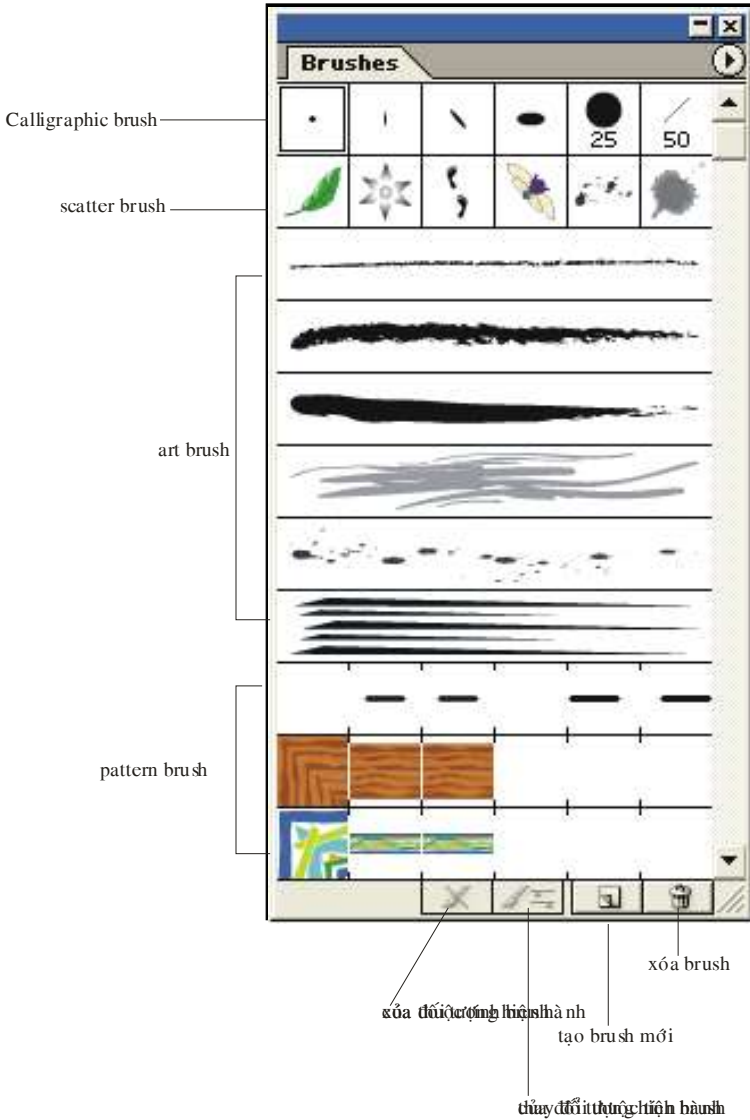 Brushes
Calligraphic brush
25
50
scatter brush
art brush
pattern brush
xóa brush
tạo brush mới